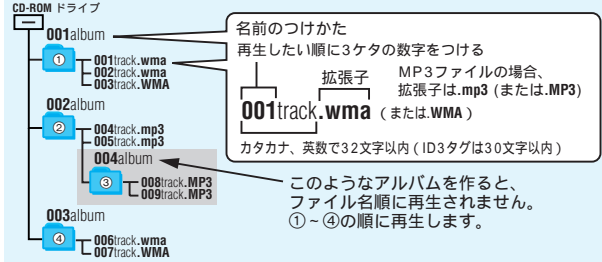 CD-ROM ドライブ
001album
①
001track.wma
002track.wma
003track.WMA
002album
②
004track.mp3
005track.mp3
004album
③
008track.MP3
009track.MP3
003album
④
006track.wma
007track.WMA
名前のつけかた
再生したい順に3ケタの数字をつける
拡張子
MP3ファイルの場合、
拡張子は.mp3 (または.MP3)
001track.wma (または.WMA)
カタカナ、英数で32文字以内(ID3タグは30文字以内)
このようなアルバムを作ると、
ファイル名順に再生されません。
①~④の順に再生します。